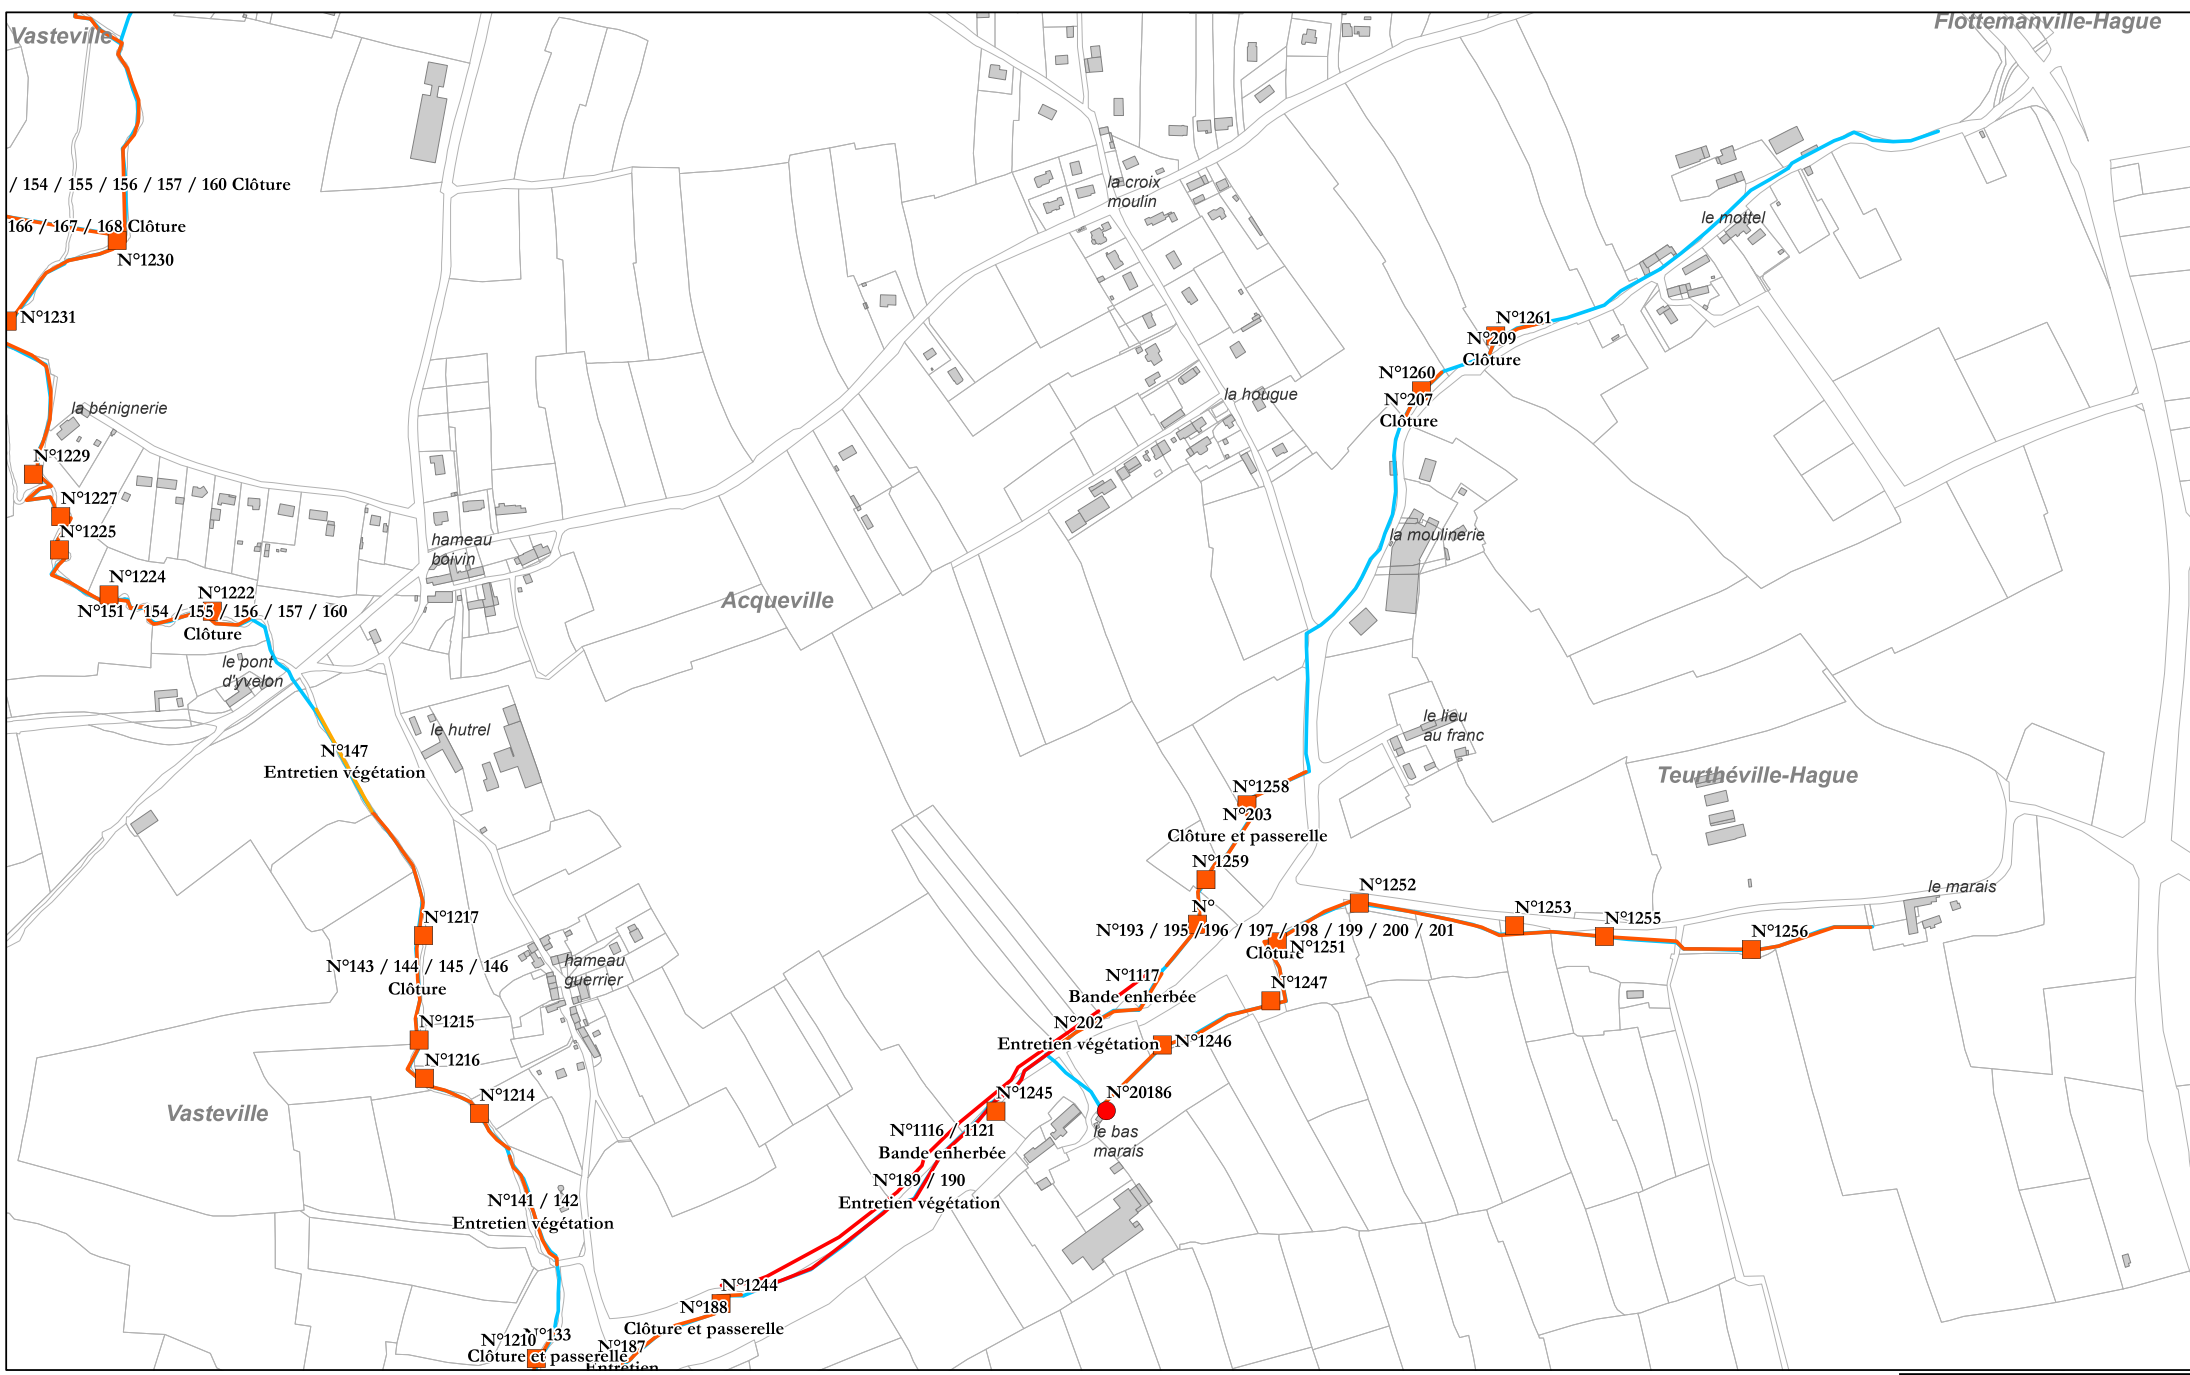 Vasteville
Flottemanville-Hague
/ 154 / 155 / 156 / 157 / 160 Clôture
166 / 167 / 168 Clôture
N°1230
N°1231
la croix
moulin
le mottel
N°1261
N°209
Clôture
N°1260
N°207
Clôture
la hougue
la bénignerie
N°1229
N°1227
N°1225
hameau
boivin
la moulinerie
N°1224
N°1222
N°151 / 154 / 155 / 156 / 157 / 160
Clôture
Acqueville
le pont
d'yvelon
le hutrel
le lieu
au franc
N°147
Entretien végétation
Teurthéville-Hague
N°1258
N°203
Clôture et passerelle
N°1259
N°1252
le marais
N°
N°1253
N°1255
N°1217
N°193 / 195 / 196 / 197 / 198 / 199 / 200 / 201
N°1256
Clôture
N°1251
hameau
guerrier
N°143 / 144 / 145 / 146
Clôture
N°1117
Bande enherbée
N°1247
N°1215
N°202
Entretien végétation
N°1246
N°1216
N°1214
N°1245
N°20186
Vasteville
N°1116 / 1121
Bande enherbée
le bas
marais
N°189 / 190
Entretien végétation
N°141 / 142
Entretien végétation
N°1244
N°188
Clôture et passerelle
N°1210
N°133
Clôture et passerelle
N°187
Entretien